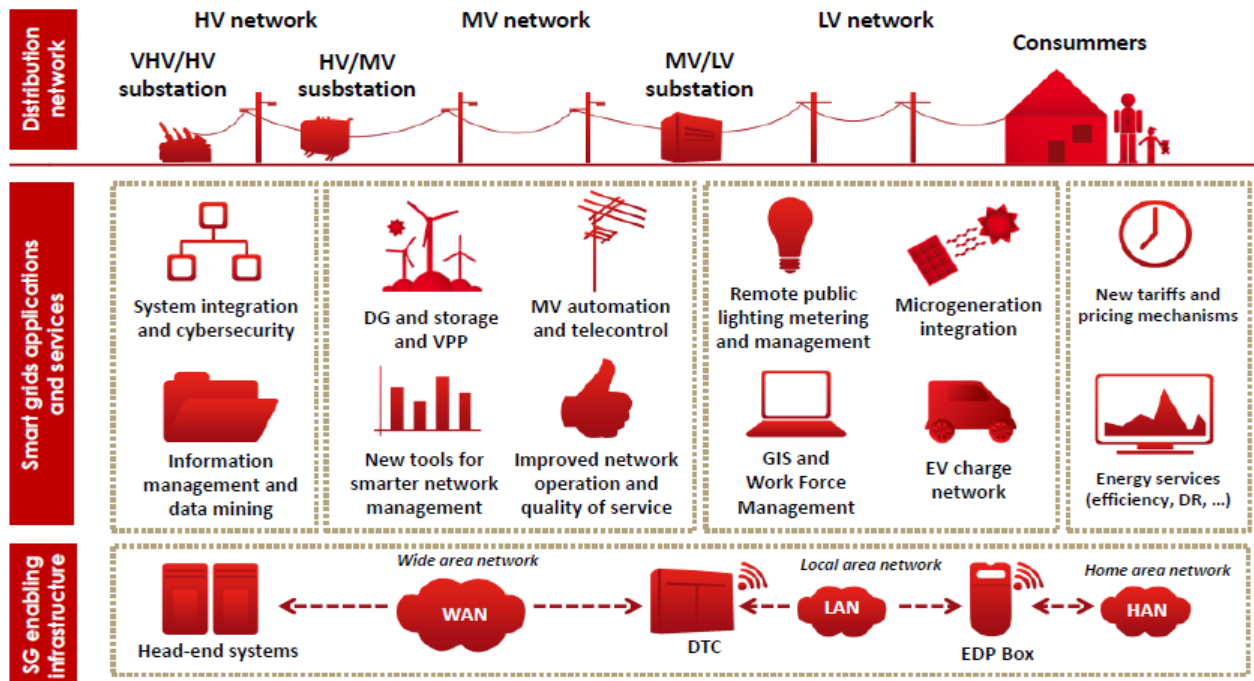 Distribution
network
HV network
MV network
LV network
VHV/HV
substation
HV/MV
susbstation
MV/LV
substation
Consummers
Smart grids applications
and services
System integration
and cybersecurity
Information
management and
data mining
DG and storage
and VPP
MV automation
and telecontrol
New tools for
smarter network
management
Improved network
operation and
quality of service
Remote public
lighting metering
and management
Microgeneration
integration
GIS and
Work Force
Management
EV charge
network
New tariffs and
pricing mechanisms
Energy services
(efficiency, DR, ...)
SG enabling
infrastructure
Head-end systems
Wide area network
WAN
DTC
Local area network
LAN
EDP Box
Home area network
HAN